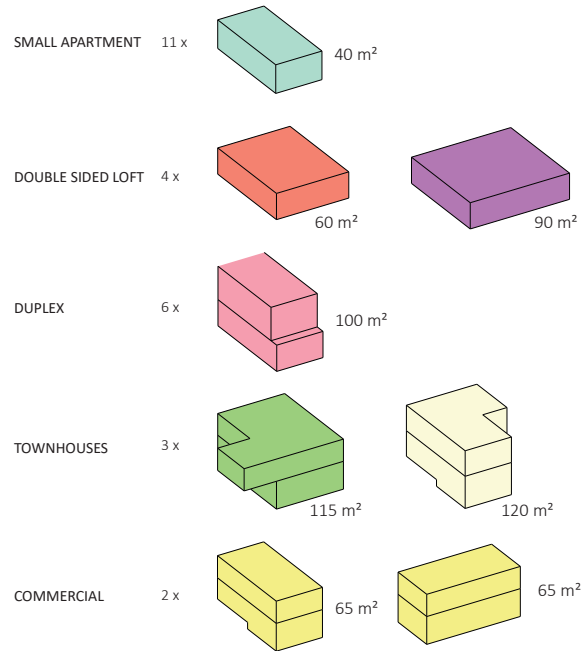 SMALL APARTMENT 11 x 40 m²
DOUBLE SIDED LOFT 4 x
60 m² 90 m²
DUPLEX 6 x 100 m²
TOWNHOUSES 3 x
115 m² 120 m²
COMMERCIAL 2 x 65 m² 65 m²